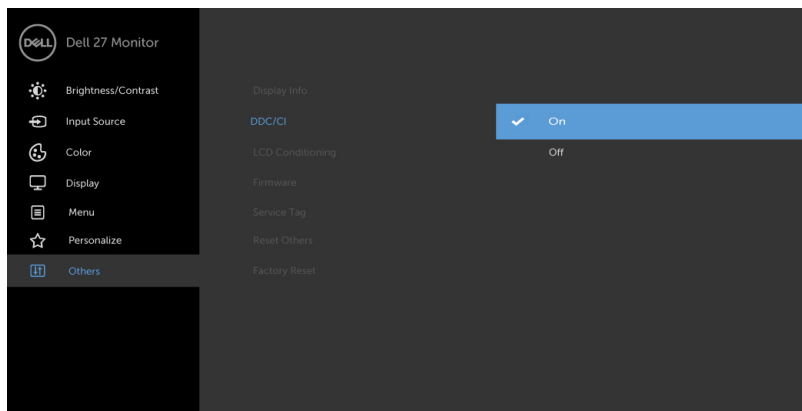 DELL
Dell 27 Monitor
Brightness/Contrast
Input Source
Color
Display
Menu
Personalize
Others
Display Info
DDC/CI
LCD Conditioning
Firmware
Service Tag
Reset Others
Factory Reset
On
Off